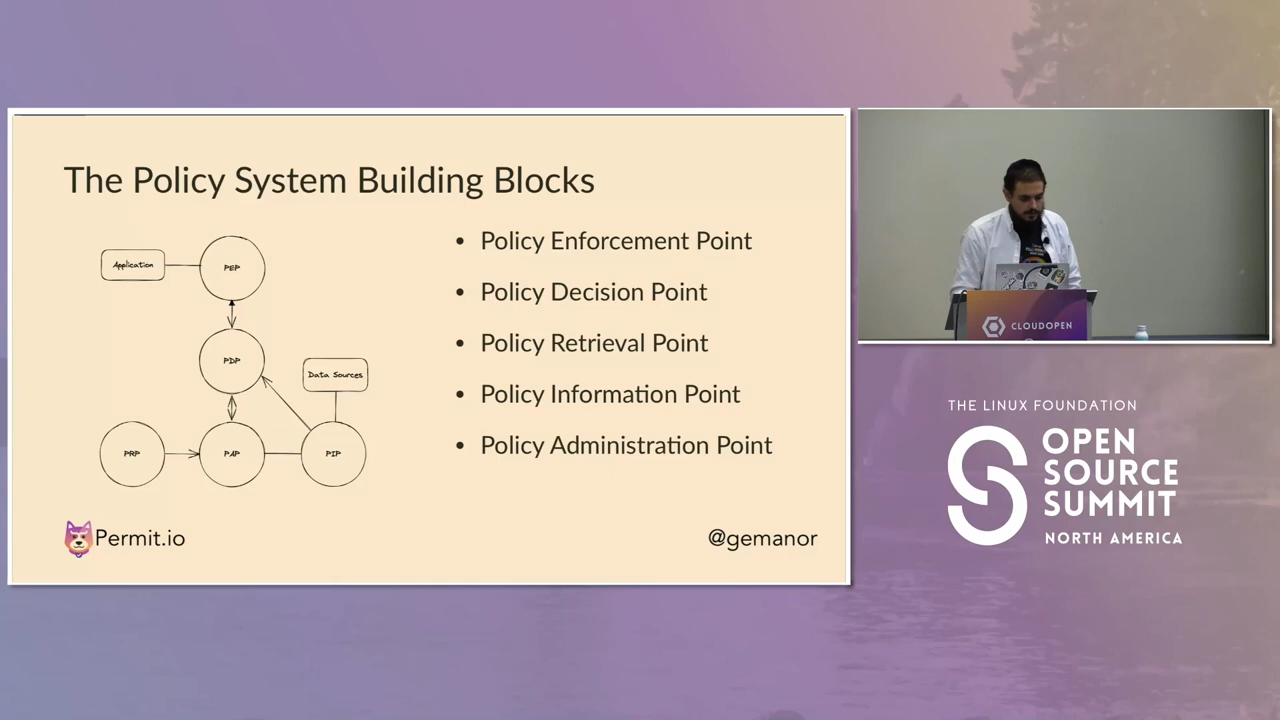 The Policy System Building Blocks
Application
PEP
PDP
Data Sources
PRP
PAP
PIP
• Policy Enforcement Point
• Policy Decision Point
• Policy Retrieval Point
• Policy Information Point
• Policy Administration Point
Permit.io
@gemanor
CLOUDOPEN
THE LINUX FOUNDATION
OPEN
SOURCE
SUMMIT
NORTH AMERICA